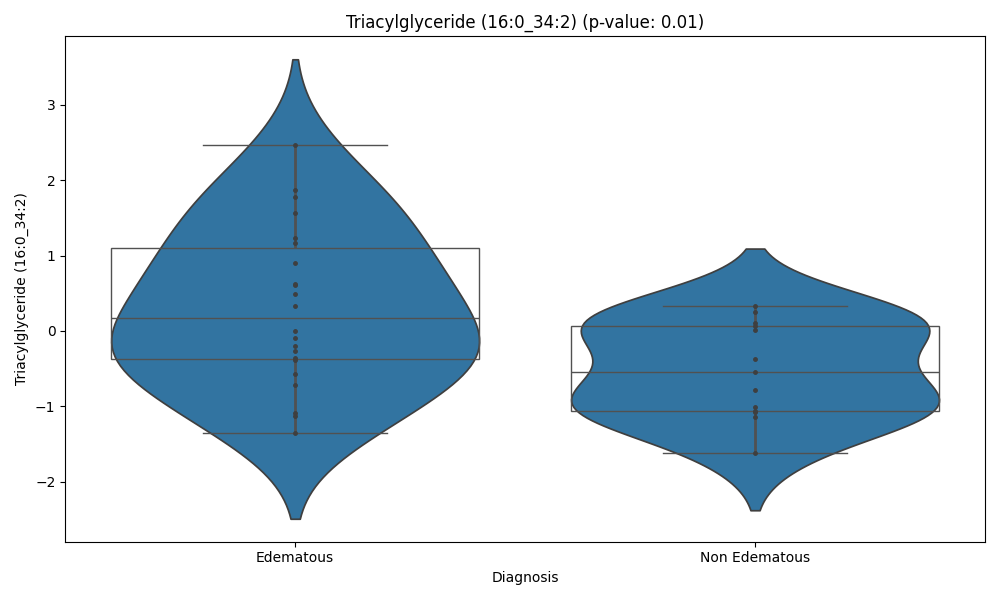 Triacylglyceride (16:0_34:2) (p-value: 0.01)
Triacylglyceride (16:0_34:2)
3
2
1
0
−1
−2
Edematous
Non Edematous
Diagnosis